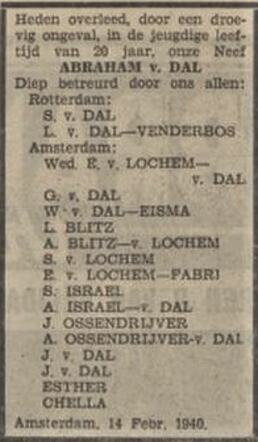 Heden overleed, door een droe-
vig ongeval, in de jeugdige leef-
tijd van 20 jaar, onze Neef
ABRAHAM v. DAL
Diep betreurd door ons allen:
Rotterdam:
S. v. DAL
L. v. DAL—VENDERBOS
Amsterdam:
Wed. E. v. LOCHEM—
v. DAL
G. v. DAL
W. v. DAL—EISMA
L. BLITZ
A. BLITZ—v. LOCHEM
S. v. LOCHEM
E. v. LOCHEM—FABRI
S. ISRAEL
A. ISRAEL—v. DAL
J. OSSENDRIJVER
A. OSSENDRIJVER-v. DAL
J. v. DAL
J. v. DAL
ESTHER
CHELLA
Amsterdam, 14 Febr. 1940.